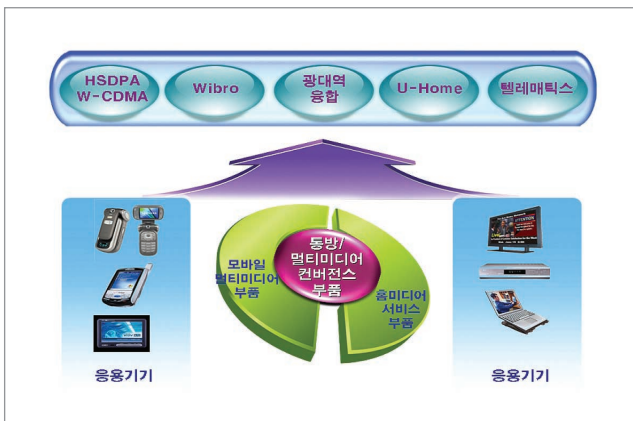 HSDPA
W-CDMA
Wibro
광대역
융합
U-Home
텔레매틱스
모바일
멀티미디어
부품
통방/
멀티미디어
컨버전스
부품
홈미디어
서비스
부품
응용기기
응용기기